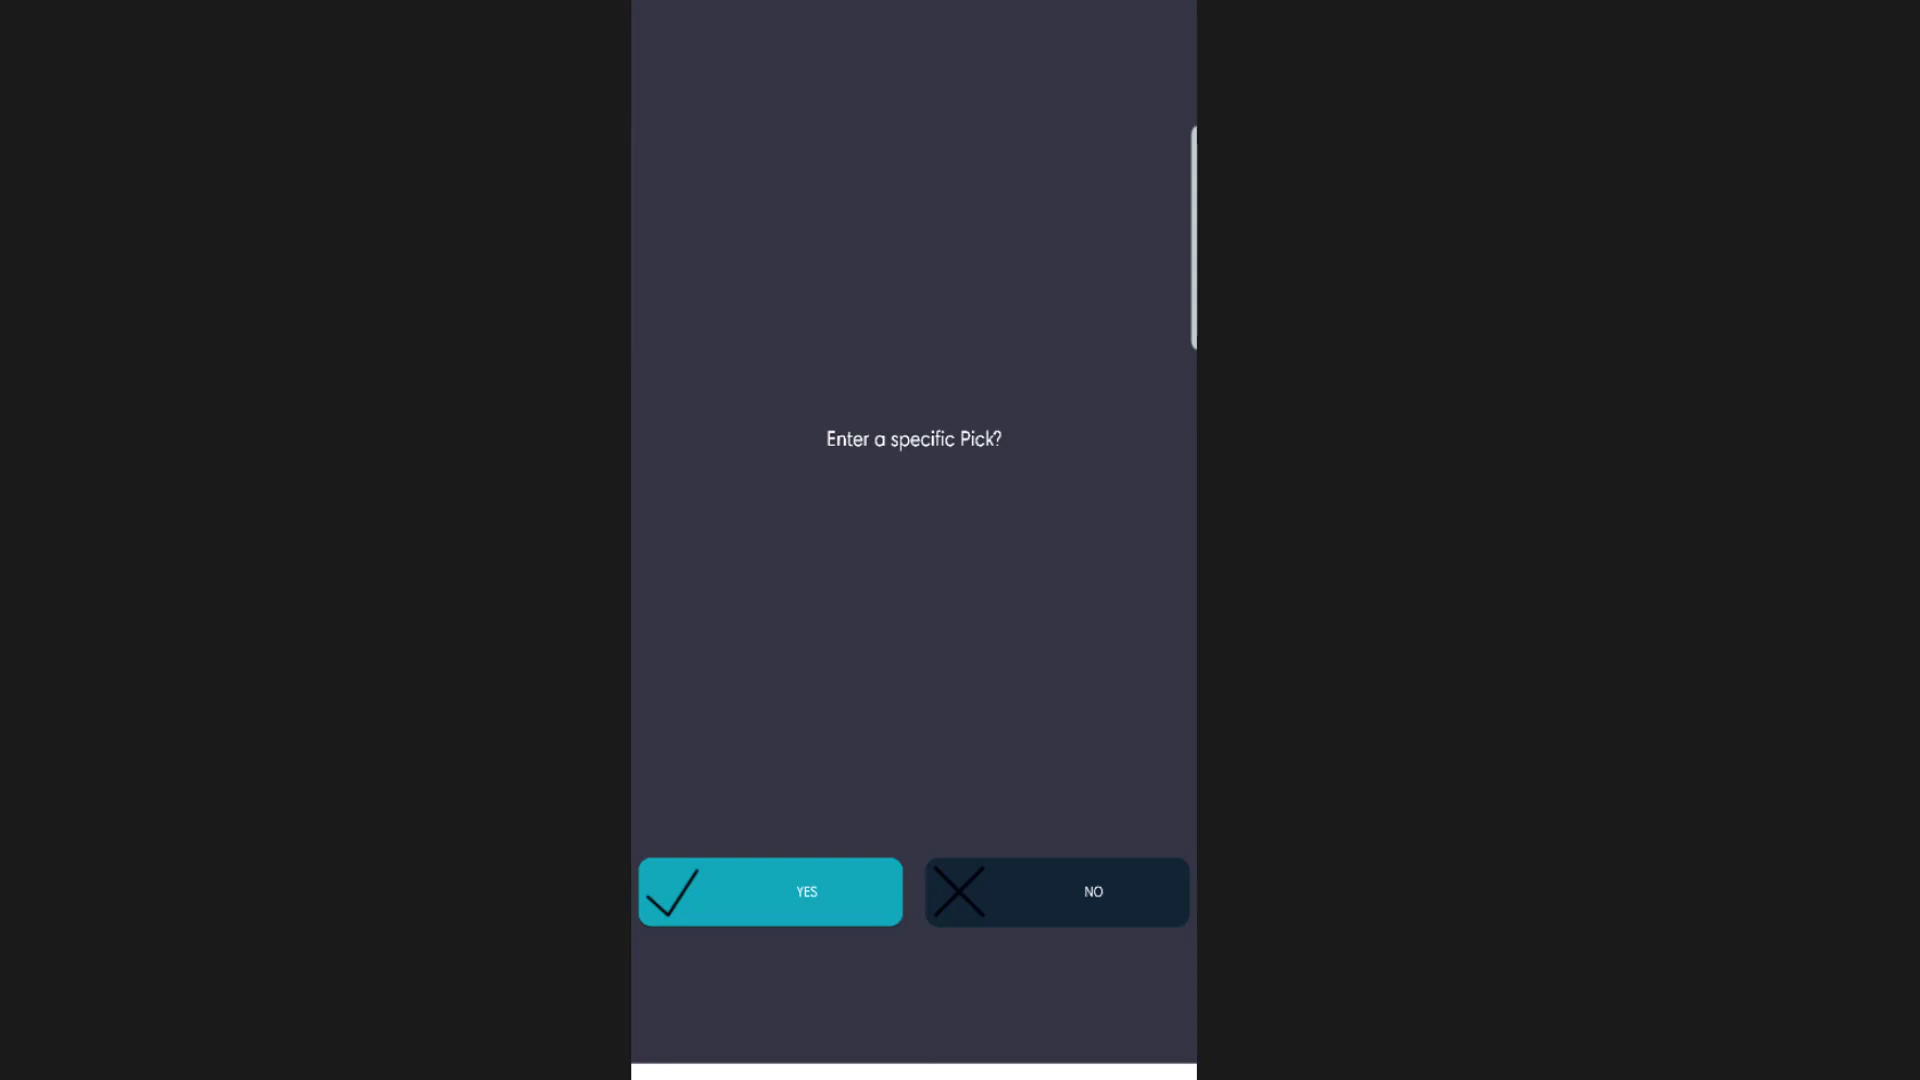 Enter a specific Pick?
YES
NO